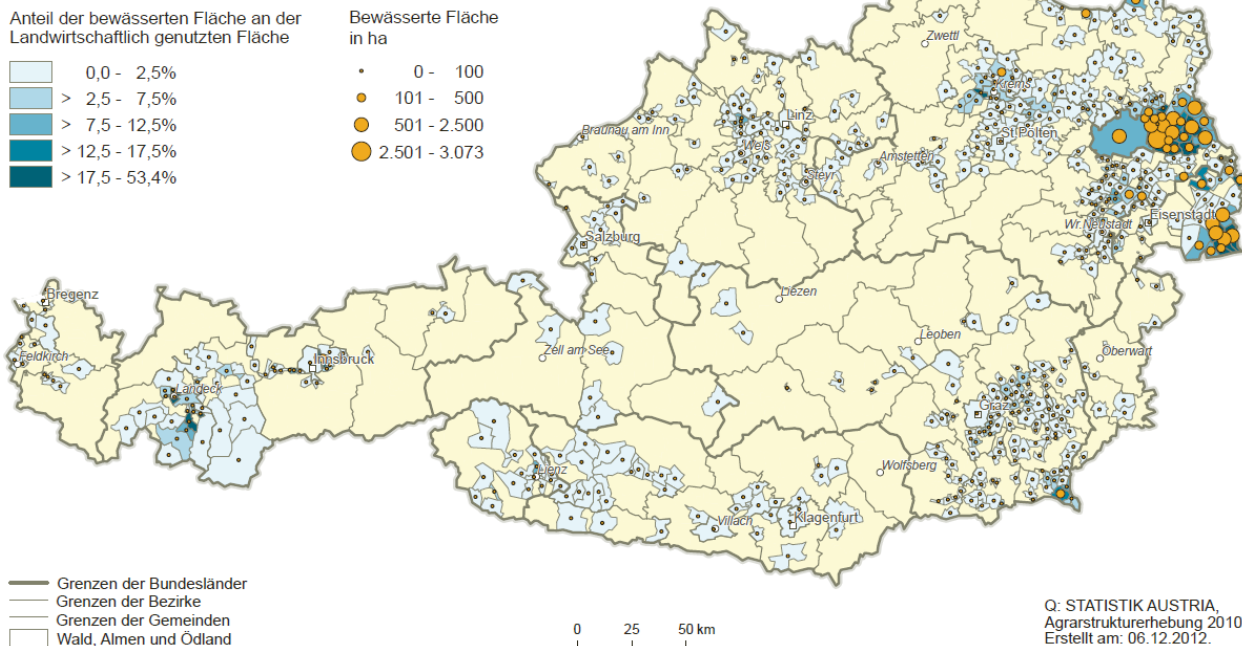 Anteil der bewässerten Fläche an der
Landwirtschaftlich genutzten Fläche
0,0 - 2,5%
> 2,5 - 7,5%
> 7,5 - 12,5%
> 12,5 - 17,5%
> 17,5 - 53,4%
Bewässerte Fläche
in ha
0 - 100
101 - 500
501 - 2.500
2.501 - 3.073
Zwettl
Krems
Linz
Braunau am Inn
Wels
St.Pölten
Amstetten
Steyr
Eisenstadt
Wr.Neustadt
Salzburg
Bregenz
Liezen
Leoben
Feldkirch
Innsbruck
Zell am See
Oberwart
Landeck
Graz
Lienz
Wolfsberg
Villach
Klagenfurt
Grenzen der Bundesländer
Grenzen der Bezirke
Grenzen der Gemeinden
Wald, Almen und Ödland
0 25 50 km
Q: STATISTIK AUSTRIA,
Agrarstrukturerhebung 2010.
Erstellt am: 06.12.2012.